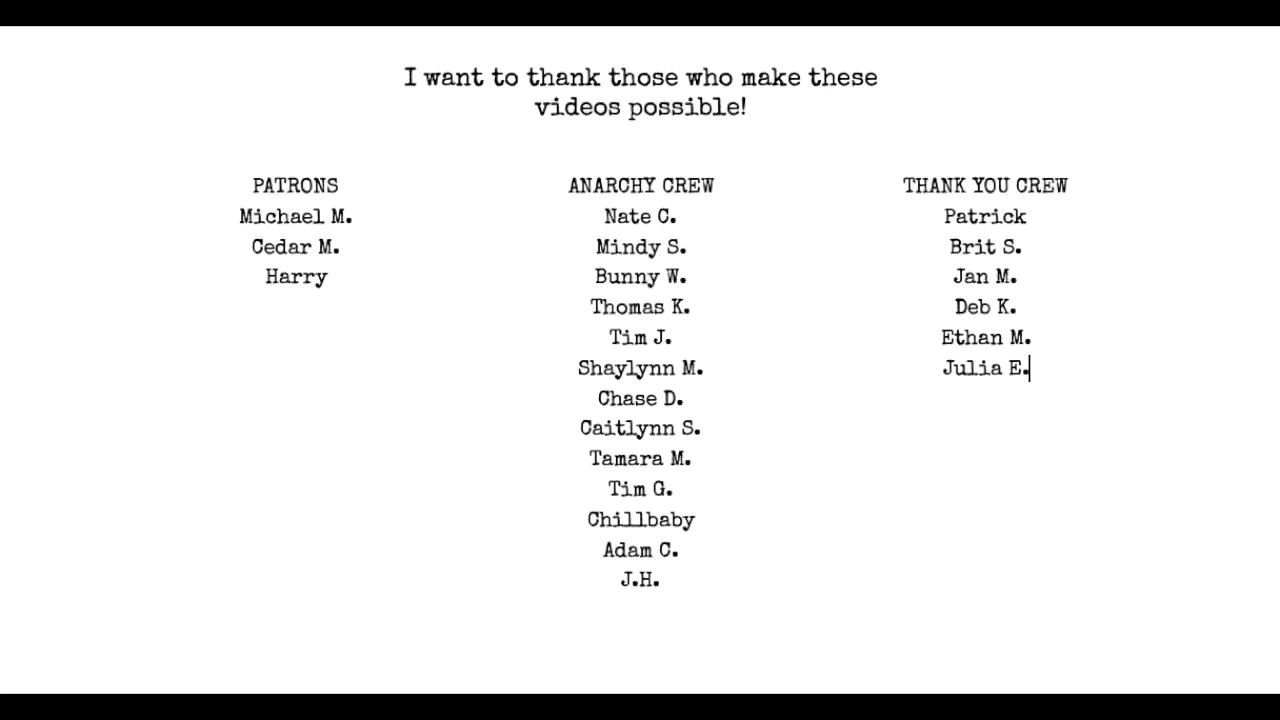 I want to thank those who make these
videos possible!
PATRONS
Michael M.
Cedar M.
Harry
ANARCHY CREW
Nate C.
Mindy S.
Bunny W.
Thomas K.
Tim J.
Shaylynn M.
Chase D.
Caitlynn S.
Tamara M.
Tim G.
Chillbaby
Adam C.
J.H.
THANK YOU CREW
Patrick
Brit S.
Jan M.
Deb K.
Ethan M.
Julia E.